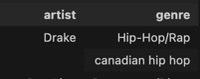 artist genre
Drake Hip-Hop/Rap
canadian hip hop